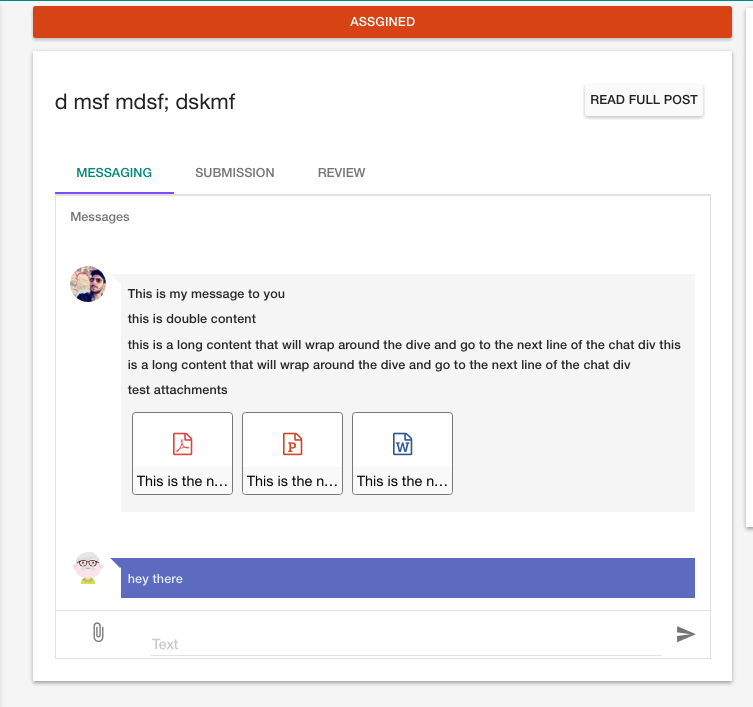 ASSGINED
d msf mdsf; dskmf
READ FULL POST
MESSAGING
SUBMISSION
REVIEW
Messages
This is my message to you
this is double content
this is a long content that will wrap around the dive and go to the next line of the chat div this
is a long content that will wrap around the dive and go to the next line of the chat div
test attachments
P
W
This is the n...
This is the n...
This is the n...
hey there
Text